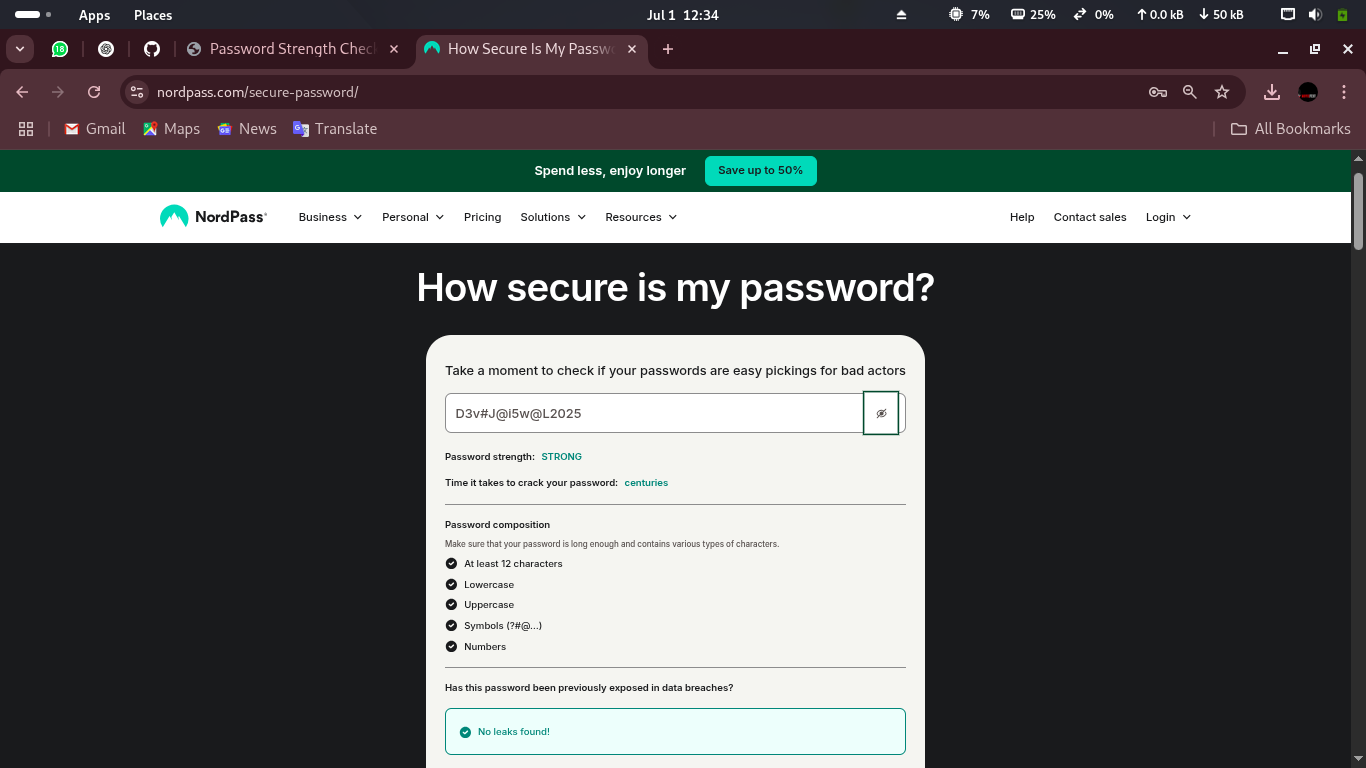 Apps Places Jul 1 12:34 7% 25% 0% 0.0 kB 50 kB
18 Password Strength Chec How Secure Is My Passwo
nordpass.com/secure-password/
Gmail Maps News Translate All Bookmarks
Spend less, enjoy longer Save up to 50%
NordPass® Business Personal Pricing Solutions Resources Help Contact sales Login
How secure is my password?
Take a moment to check if your passwords are easy pickings for bad actors
D3v#J@i5w@L2025
Password strength: STRONG
Time it takes to crack your password: centuries
Password composition
Make sure that your password is long enough and contains various types of characters.
At least 12 characters
Lowercase
Uppercase
Symbols (?#@...)
Numbers
Has this password been previously exposed in data breaches?
No leaks found!